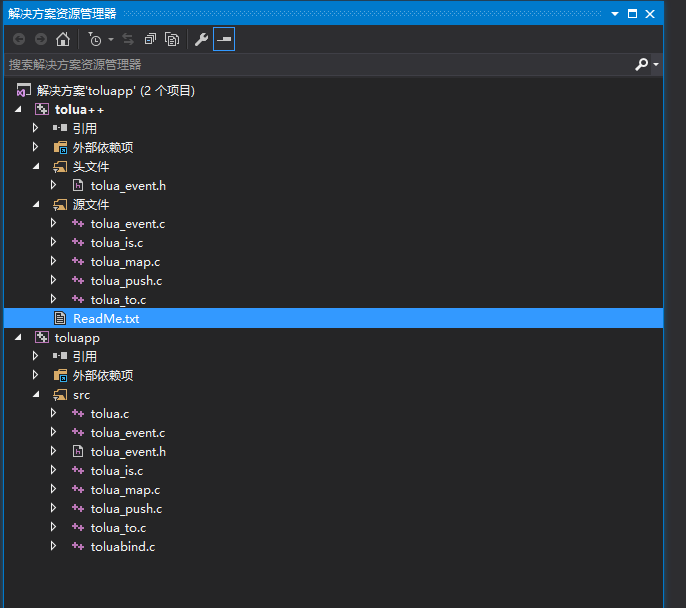 解决方案资源管理器
搜索解决方案资源管理器
解决方案'toluapp' (2 个项目)
tolua++
引用
外部依赖项
头文件
tolua_event.h
源文件
tolua_event.c
tolua_is.c
tolua_map.c
tolua_push.c
tolua_to.c
ReadMe.txt
toluapp
引用
外部依赖项
src
tolua.c
tolua_event.c
tolua_event.h
tolua_is.c
tolua_map.c
tolua_push.c
tolua_to.c
toluabind.c